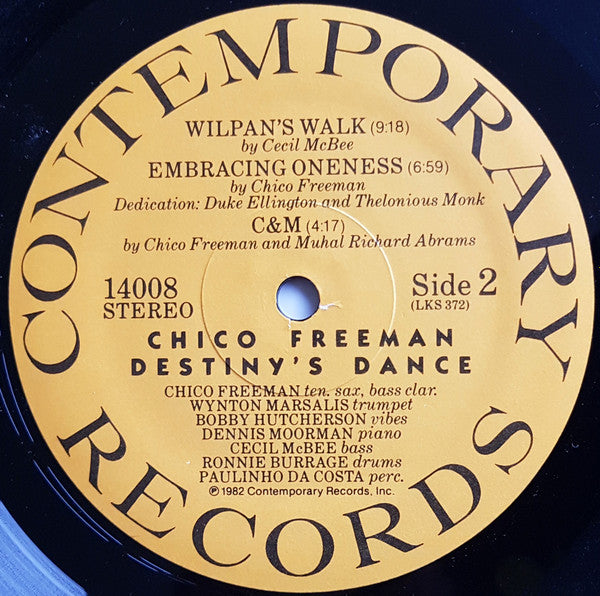 CONTEMPORARY
WILPAN'S WALK (9:18)
by Cecil McBee
EMBRACING ONENESS (6:59)
by Chico Freeman
Dedication: Duke Ellington and Thelonious Monk
C&M (4:17)
by Chico Freeman and Muhal Richard Abrams
14008
STEREO
Side 2
(LKS 372)
CHICO FREEMAN
DESTINY'S DANCE
CHICO FREEMAN ten. sax, bass clar.
WYNTON MARSALIS trumpet
BOBBY HUTCHERSON vibes
DENNIS MOORMAN piano
CECIL McBEE bass
RONNIE BURRAGE drums
PAULINHO DA COSTA perc.
℗ 1982 Contemporary Records, Inc.
RECORDS